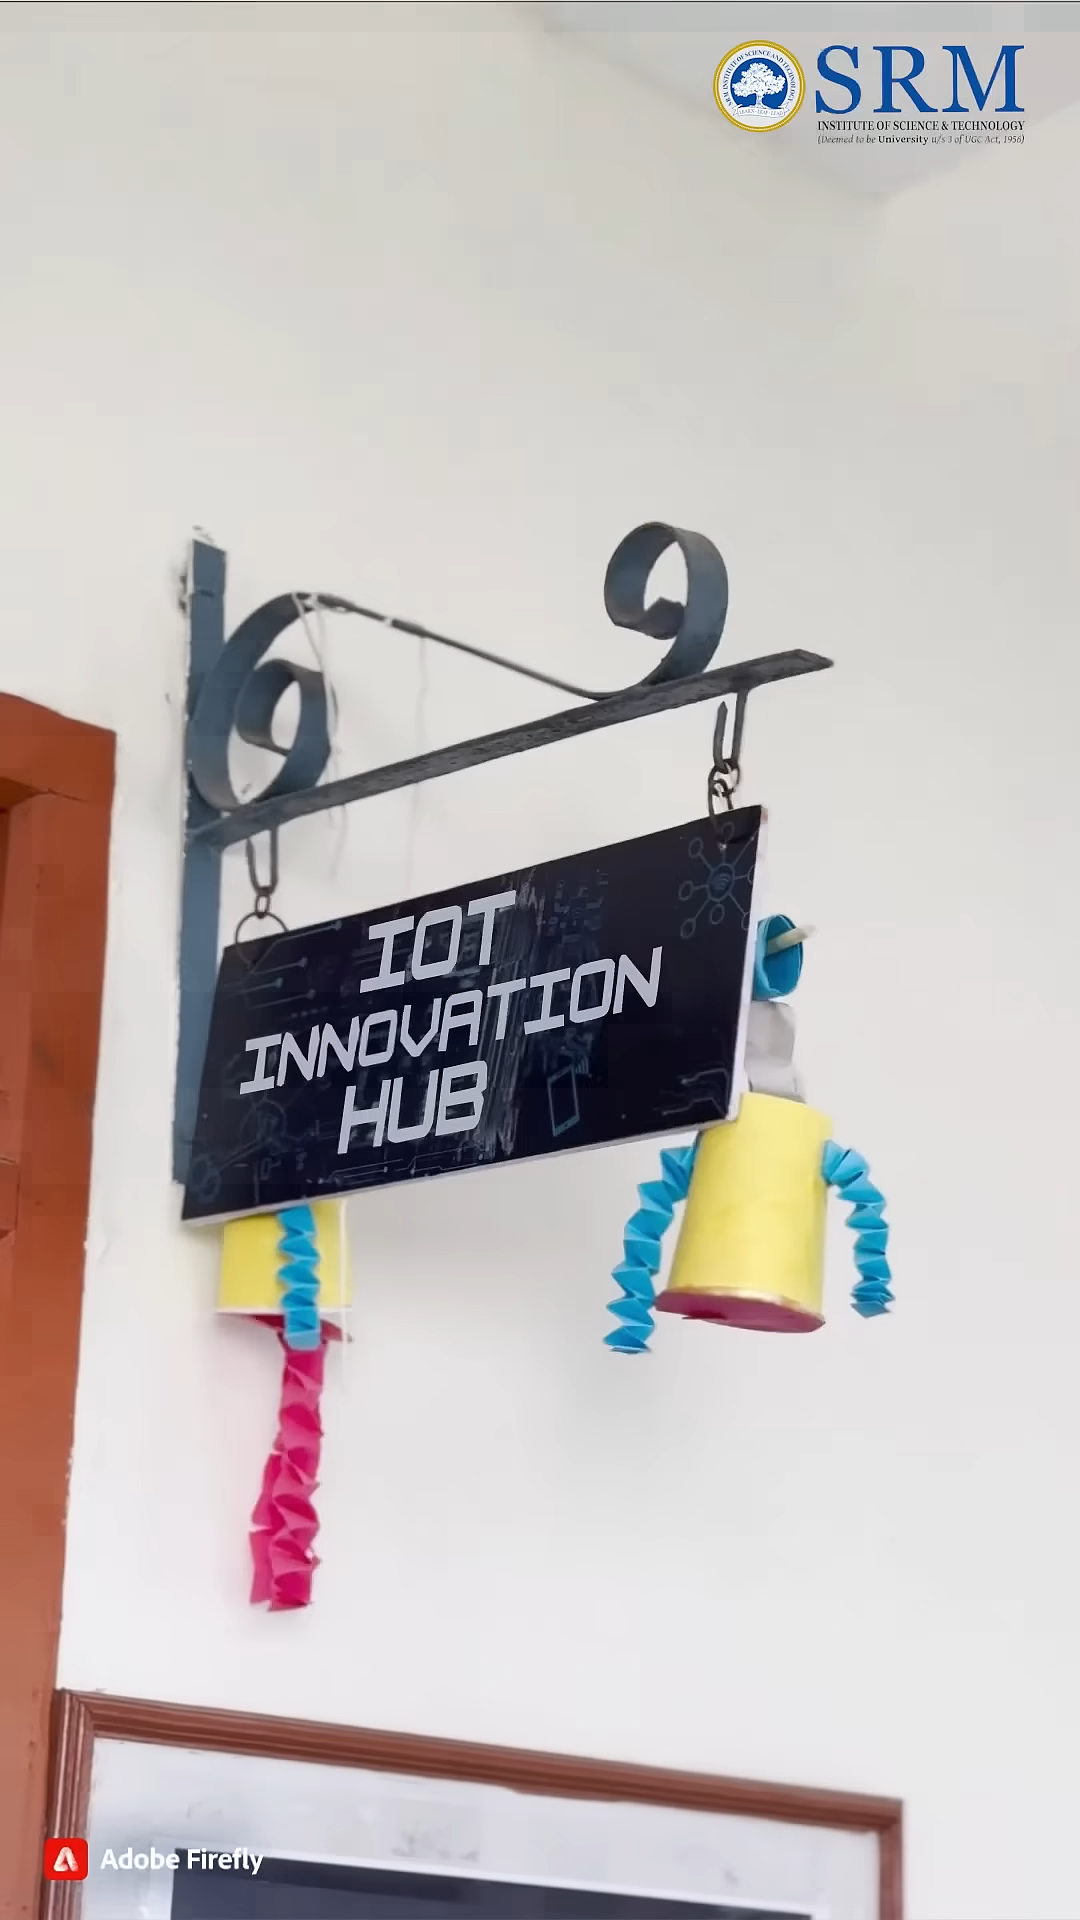 SRM
INSTITUTE OF SCIENCE & TECHNOLOGY
(Deemed to be University u/s 3 of UGC Act, 1956)
IOT
INNOVATION
HUB
Adobe Firefly